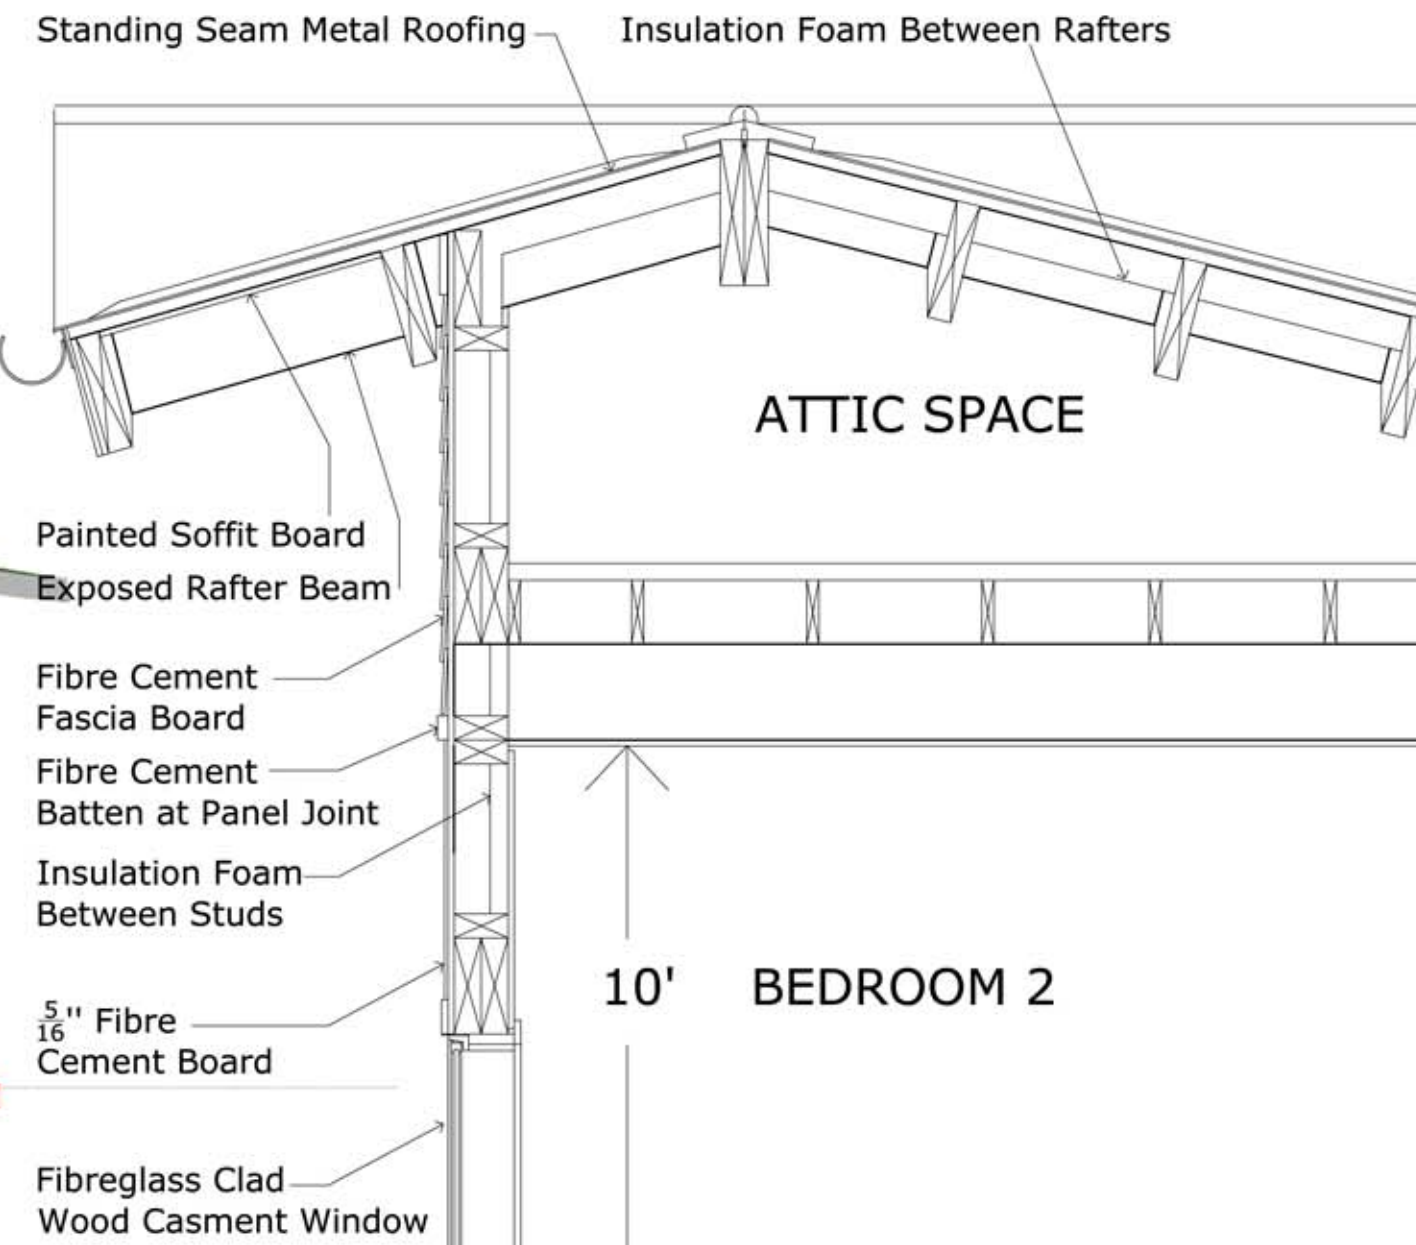 Standing Seam Metal Roofing
Insulation Foam Between Rafters
ATTIC SPACE
Painted Soffit Board
Exposed Rafter Beam
Fibre Cement
Fascia Board
Fibre Cement
Batten at Panel Joint
Insulation Foam
Between Studs
10' BEDROOM 2
5/16" Fibre
Cement Board
Fibreglass Clad
Wood Casment Window